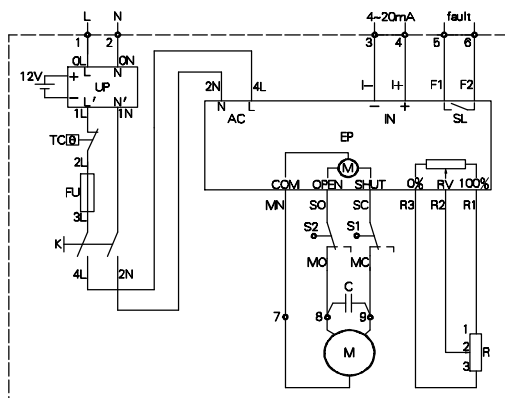 L N 4~20mA fault
1 2 3 4 5 6
0L L N 0N
12V + − UP
L' N'
1L 1N
2N 4L I- I+ F1 F2
N L − + 
AC IN SL
TC θ
EP
2L
M
FU
COM OPEN SHUT 0% RV 100%
3L
MN SO SC R3 R2 R1
K
S2 S1
4L 2N
MO MC
C
7 8 9
M
1
2 R
3